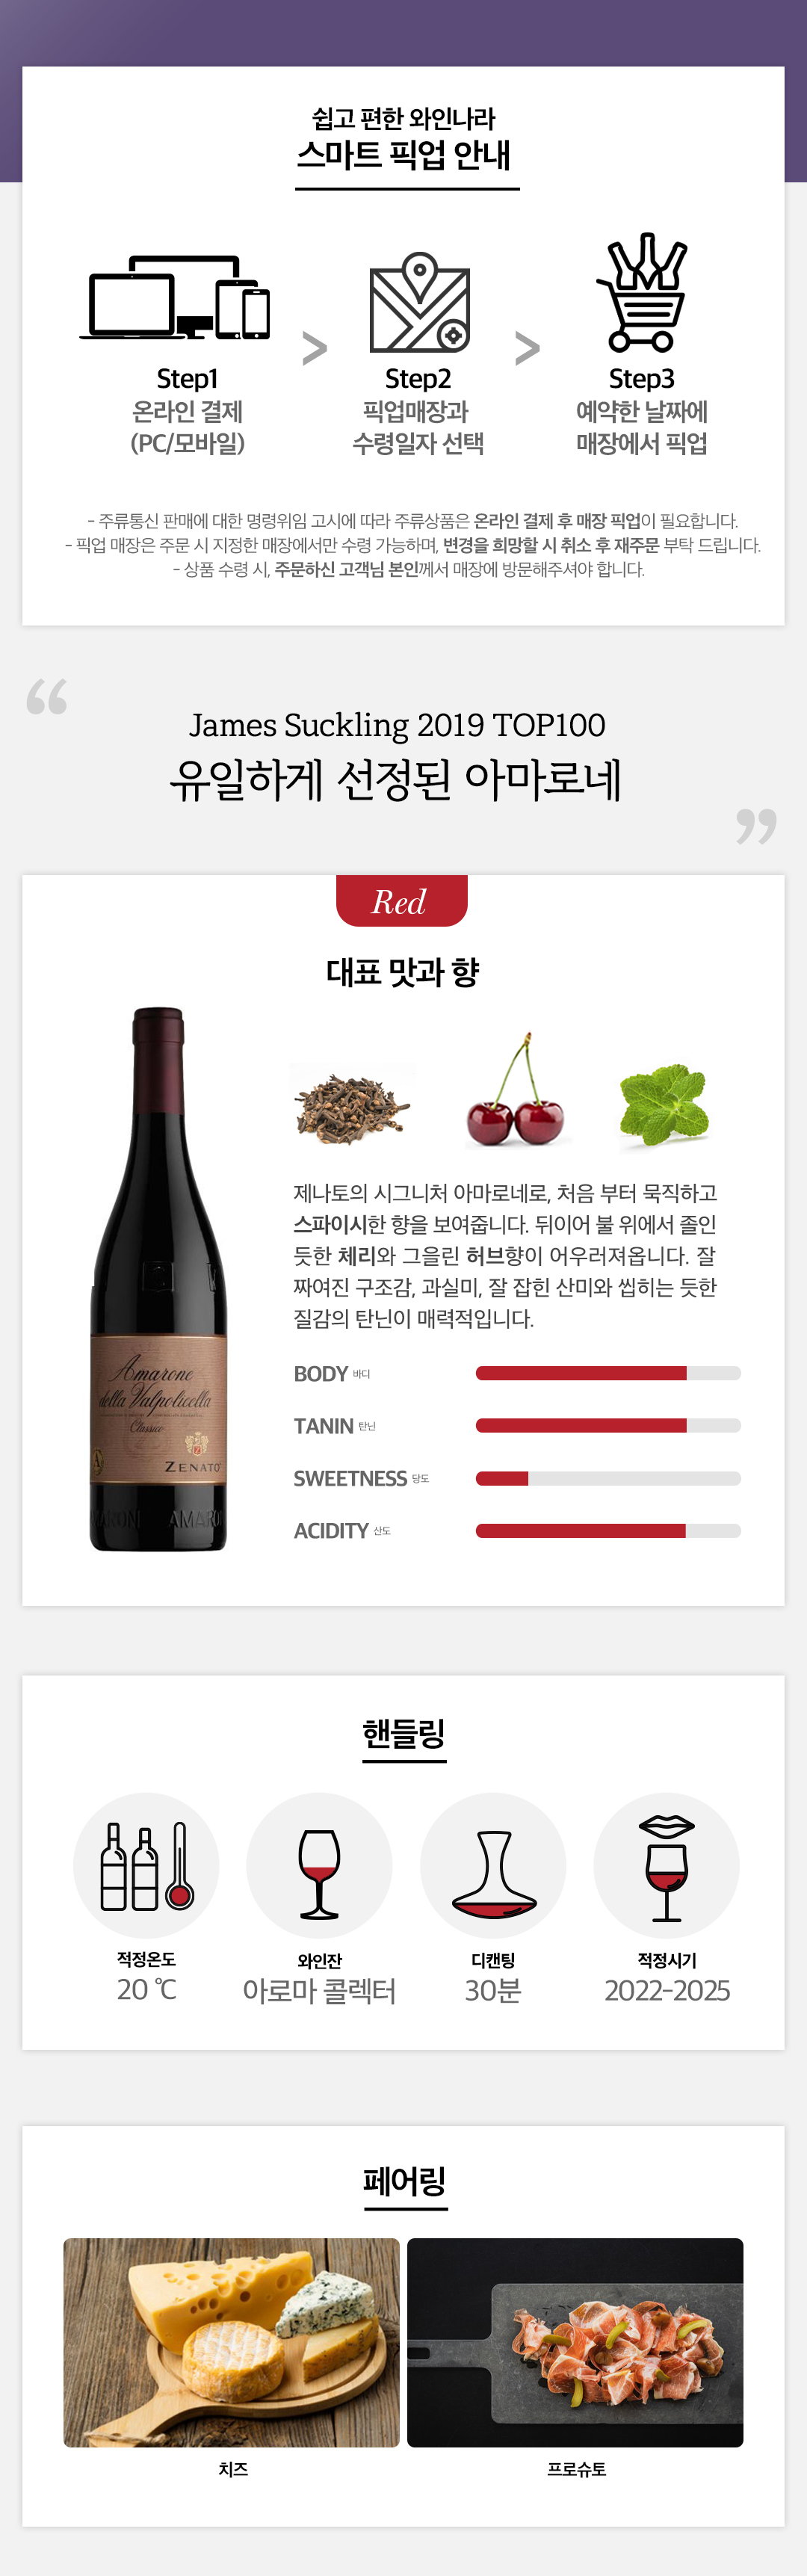 쉽고 편한 와인나라
스마트 픽업 안내
Step1
온라인 결제
(PC/모바일)
>
Step2
픽업매장과
수령일자 선택
>
Step3
예약한 날짜에
매장에서 픽업
- 주류통신 판매에 대한 명령위임 고시에 따라 주류상품은 온라인 결제 후 매장 픽업이 필요합니다.
- 픽업 매장은 주문 시 지정한 매장에서만 수령 가능하며, 변경을 희망할 시 취소 후 재주문 부탁 드립니다.
- 상품 수령 시, 주문하신 고객님 본인께서 매장에 방문해주셔야 합니다.
“
James Suckling 2019 TOP100
유일하게 선정된 아마로네
”
Red
대표 맛과 향
제나토의 시그니처 아마로네로, 처음 부터 묵직하고
스파이시한 향을 보여줍니다. 뒤이어 불 위에서 졸인
듯한 체리와 그을린 허브향이 어우러져옵니다. 잘
짜여진 구조감, 과실미, 잘 잡힌 산미와 씹히는 듯한
질감의 탄닌이 매력적입니다.
Amarone
della Valpolicella
Classico
ZENATO
AMARO
BODY 바디
TANIN 탄닌
SWEETNESS 당도
ACIDITY 산도
핸들링
적정온도
20 ℃
와인잔
아로마 콜렉터
디캔팅
30분
적정시기
2022-2025
페어링
치즈
프로슈토